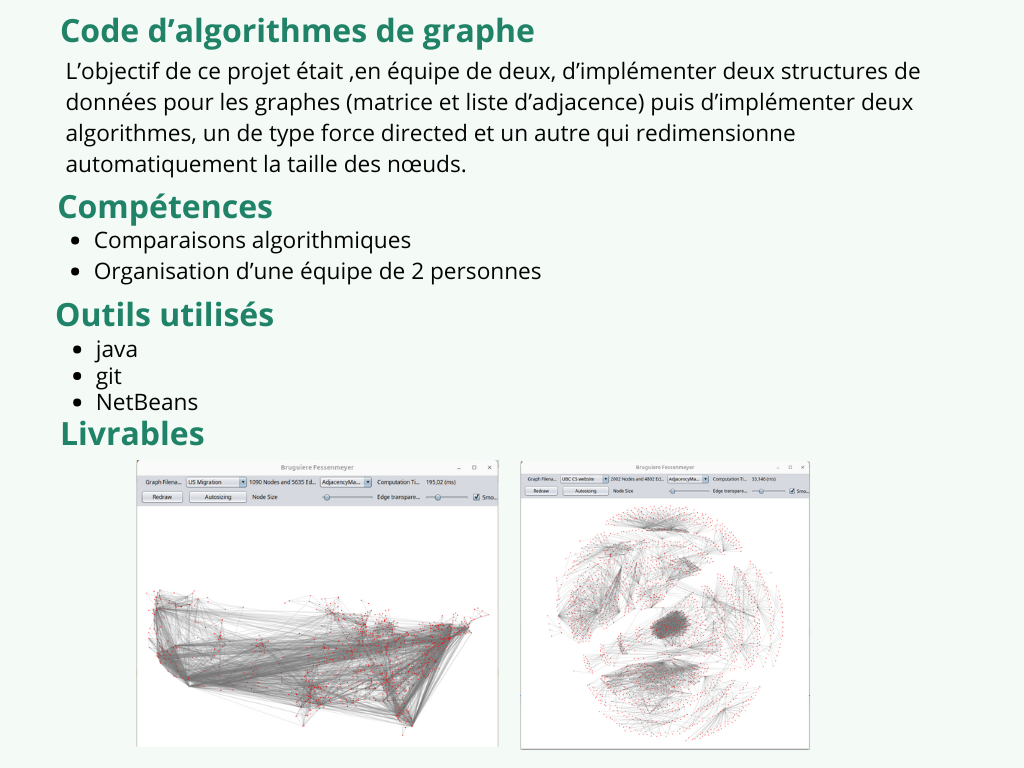 Code d’algorithmes de graphe
L’objectif de ce projet était ,en équipe de deux, d’implémenter deux structures de
données pour les graphes (matrice et liste d’adjacence) puis d’implémenter deux
algorithmes, un de type force directed et un autre qui redimensionne
automatiquement la taille des nœuds.
Compétences
• Comparaisons algorithmiques
• Organisation d’une équipe de 2 personnes
Outils utilisés
• java
• git
• NetBeans
Livrables
Bruguiere Fessenmeyer
Graph Filena... US Migration 1090 Nodes and 5635 Ed... AdjacencyMa... Computation Ti... 195,02 (ms)
Redraw Autosizing Node Size Edge transpare... Smo...
Bruguiere Fessenmeyer
Graph Filena... UBC CS website 2002 Nodes and 4802 Ed... AdjacencyMa... Computation Ti... 33,146 (ms)
Redraw Autosizing Node Size Edge transpare... Smo...